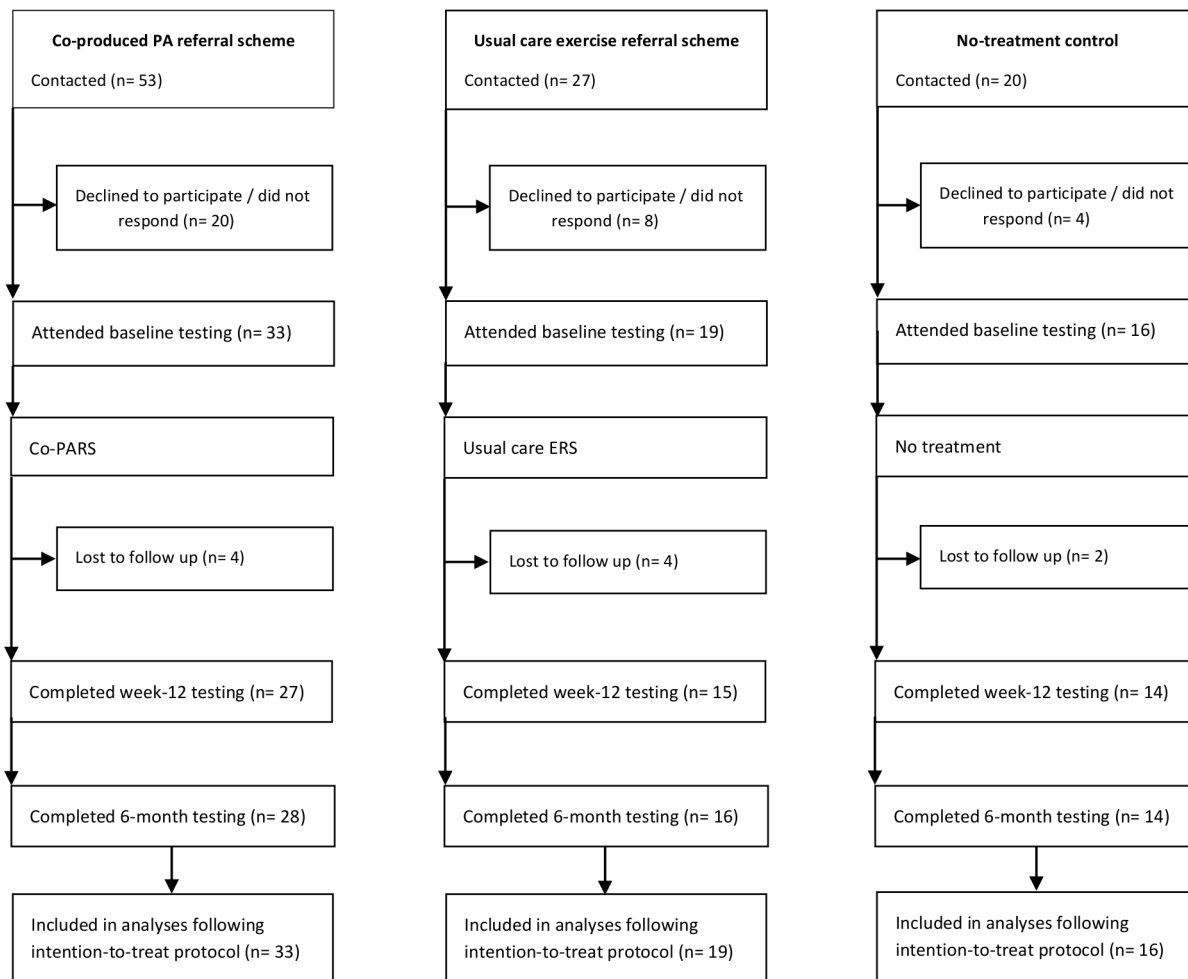 Co-produced PA referral scheme
Contacted (n= 53)
Declined to participate / did not
respond (n= 20)
Attended baseline testing (n= 33)
Co-PARS
Lost to follow up (n= 4)
Completed week-12 testing (n= 27)
Completed 6-month testing (n= 28)
Included in analyses following
intention-to-treat protocol (n= 33)
Usual care exercise referral scheme
Contacted (n= 27)
Declined to participate / did not
respond (n= 8)
Attended baseline testing (n= 19)
Usual care ERS
Lost to follow up (n= 4)
Completed week-12 testing (n= 15)
Completed 6-month testing (n= 16)
Included in analyses following
intention-to-treat protocol (n= 19)
No-treatment control
Contacted (n= 20)
Declined to participate / did not
respond (n= 4)
Attended baseline testing (n= 16)
No treatment
Lost to follow up (n= 2)
Completed week-12 testing (n= 14)
Completed 6-month testing (n= 14)
Included in analyses following
intention-to-treat protocol (n= 16)